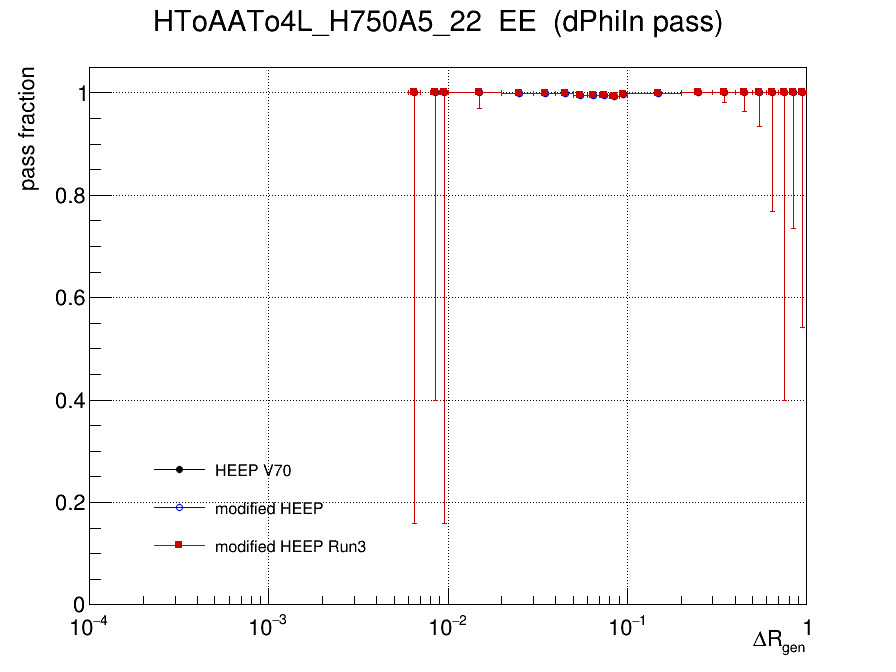 HToAATo4L_H750A5_22 EE (dPhiIn pass)
pass fraction
1
0.8
0.6
0.4
0.2
0
HEEP V70
modified HEEP
modified HEEP Run3
10⁻⁴ 10⁻³ 10⁻² 10⁻¹ 1
ΔR_gen